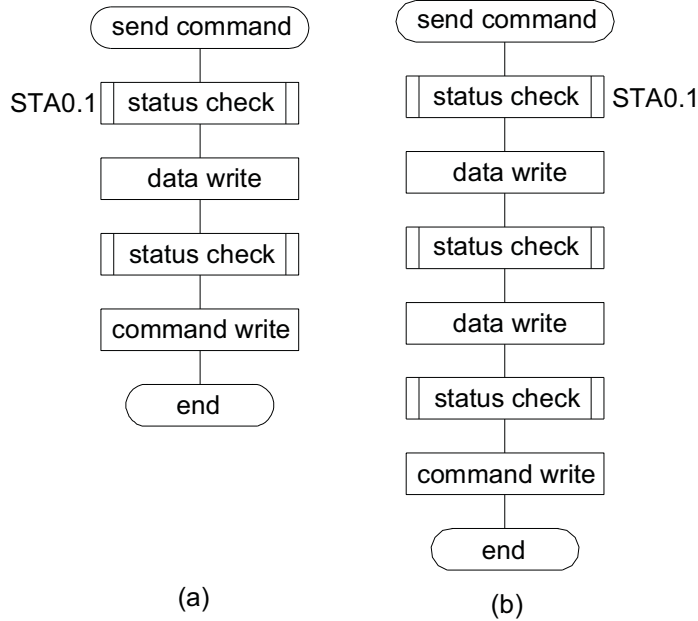 send command
STA0.1
status check
data write
status check
command write
end
(a)
send command
status check
STA0.1
data write
status check
data write
status check
command write
end
(b)